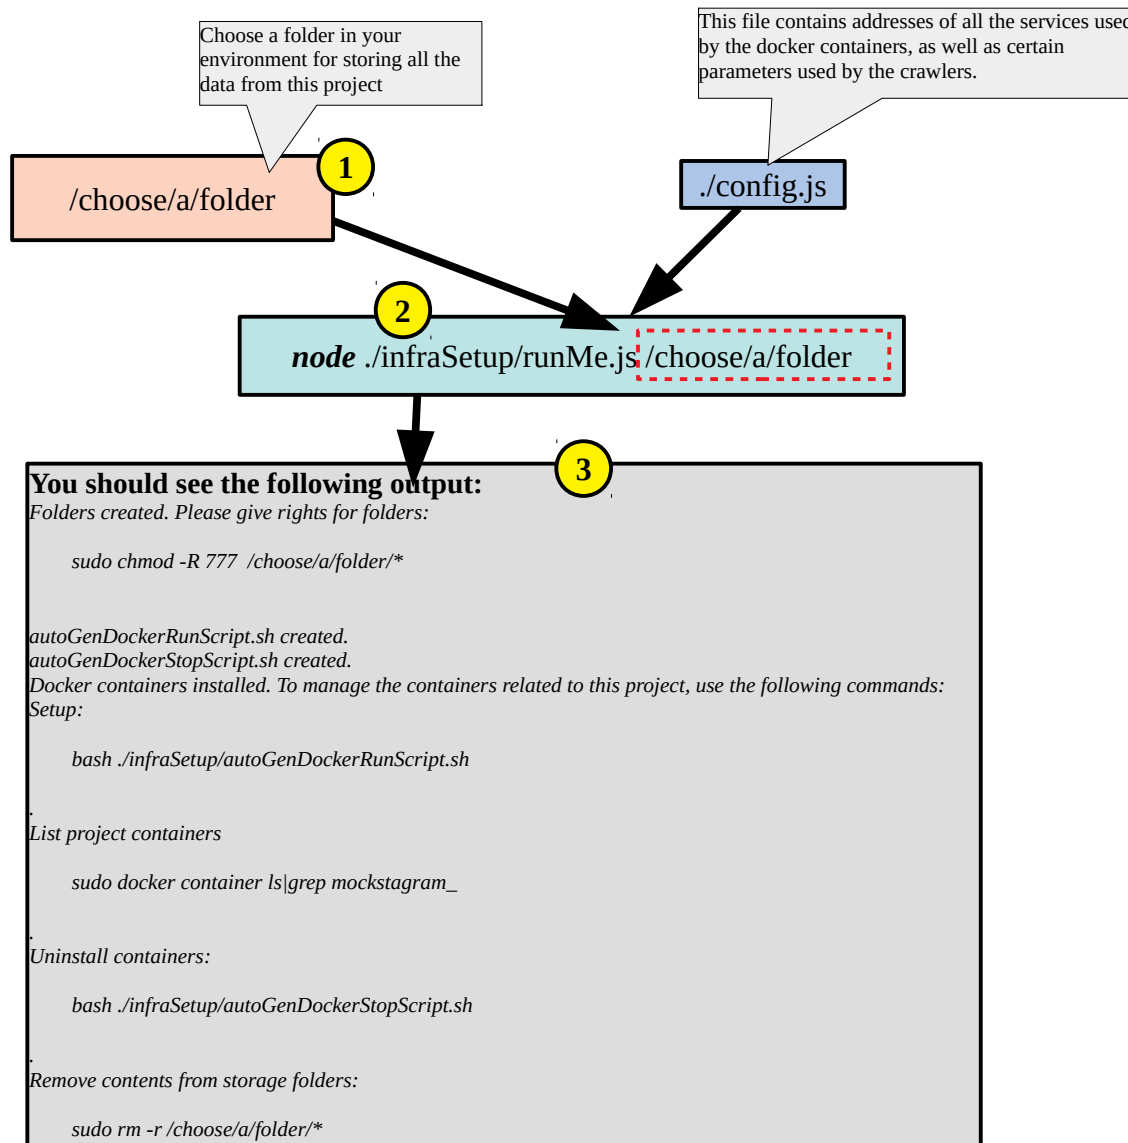 Choose a folder in your
environment for storing all the
data from this project
This file contains addresses of all the services used
by the docker containers, as well as certain
parameters used by the crawlers.
1
/choose/a/folder
./config.js
2
node ./infraSetup/runMe.js /choose/a/folder
3
You should see the following output:
Folders created. Please give rights for folders:
sudo chmod -R 777  /choose/a/folder/*
autoGenDockerRunScript.sh created.
autoGenDockerStopScript.sh created.
Docker containers installed. To manage the containers related to this project, use the following commands:
Setup:
bash ./infraSetup/autoGenDockerRunScript.sh
.
List project containers
sudo docker container ls|grep mockstagram_
.
Uninstall containers:
bash ./infraSetup/autoGenDockerStopScript.sh
.
Remove contents from storage folders:
sudo rm -r /choose/a/folder/*